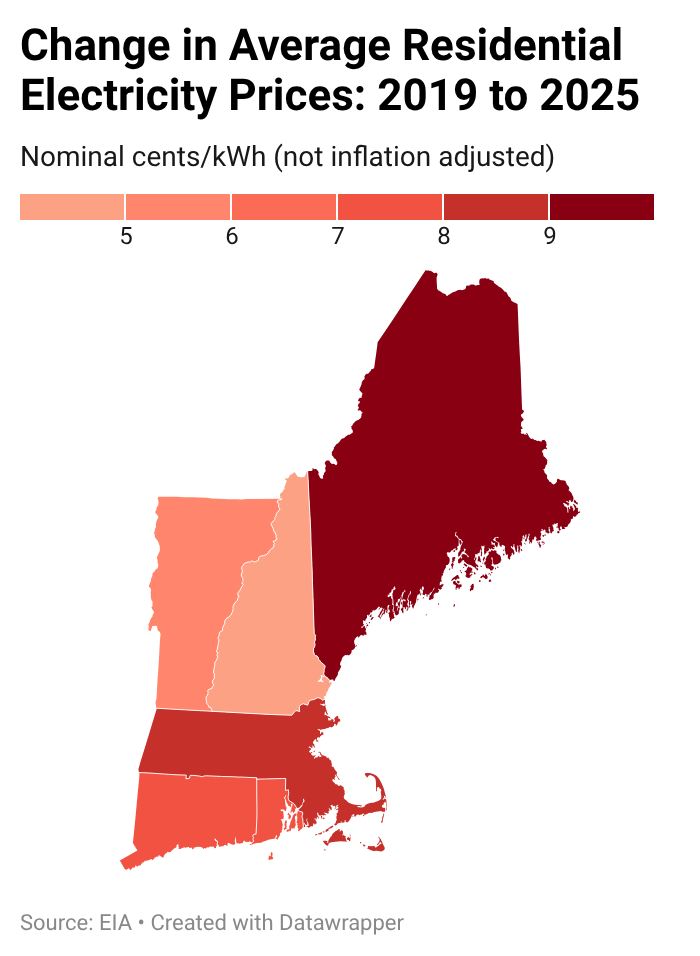 Change in Average Residential
Electricity Prices: 2019 to 2025
Nominal cents/kWh (not inflation adjusted)
5 6 7 8 9
Source: EIA • Created with Datawrapper